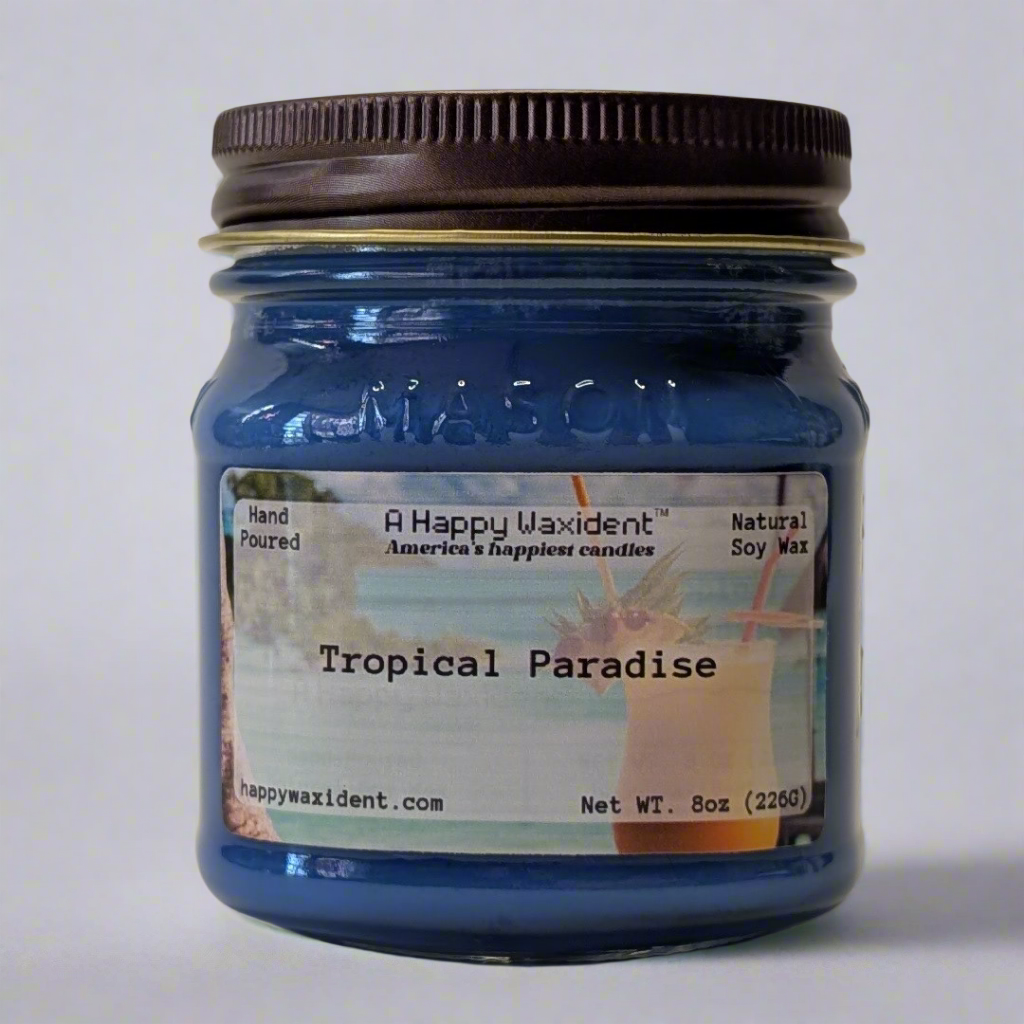 MASON
Hand
Poured
A Happy Waxident™
America's happiest candles
Natural
Soy Wax
Tropical Paradise
happywaxident.com
Net WT. 8oz (226G)